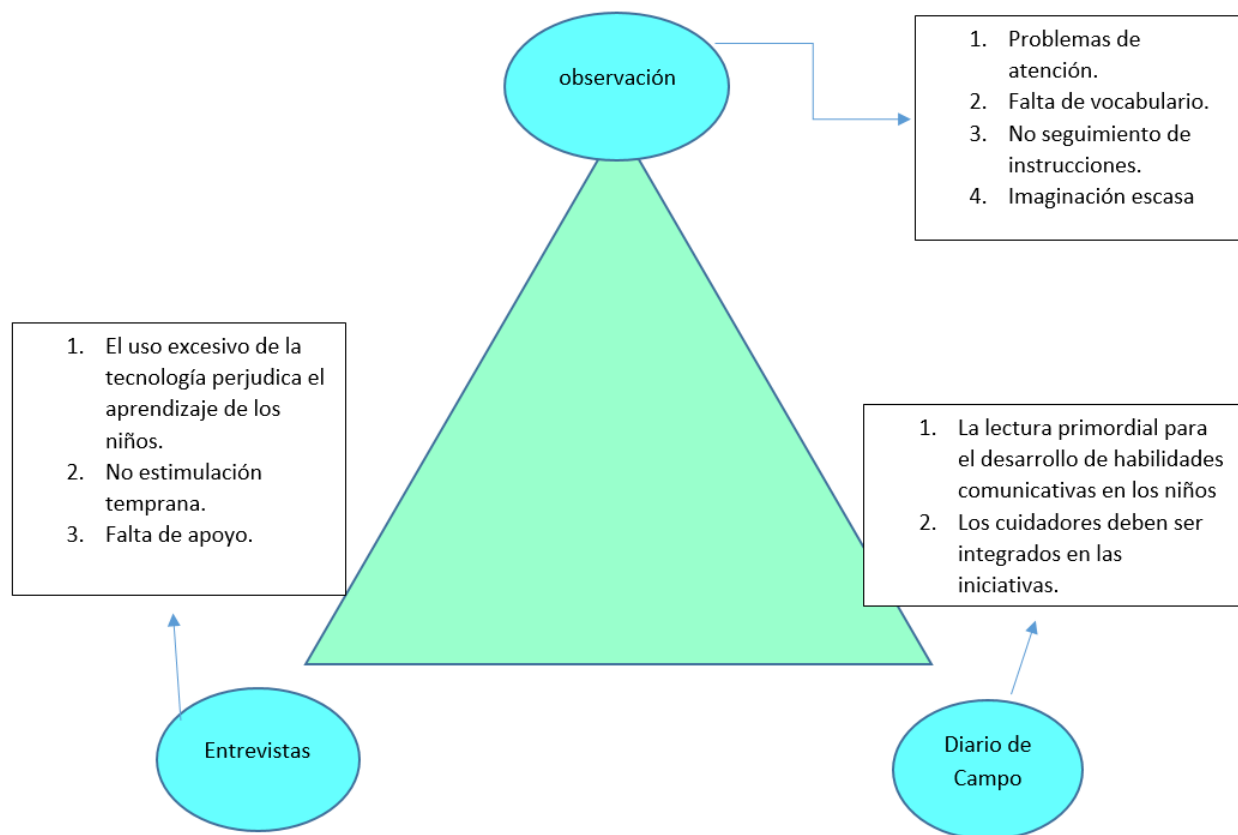 observación
1. Problemas de
atención.
2. Falta de vocabulario.
3. No seguimiento de
instrucciones.
4. Imaginación escasa
1. El uso excesivo de la
tecnología perjudica el
aprendizaje de los
niños.
2. No estimulación
temprana.
3. Falta de apoyo.
1. La lectura primordial para
el desarrollo de habilidades
comunicativas en los niños
2. Los cuidadores deben ser
integrados en las
iniciativas.
Entrevistas
Diario de
Campo